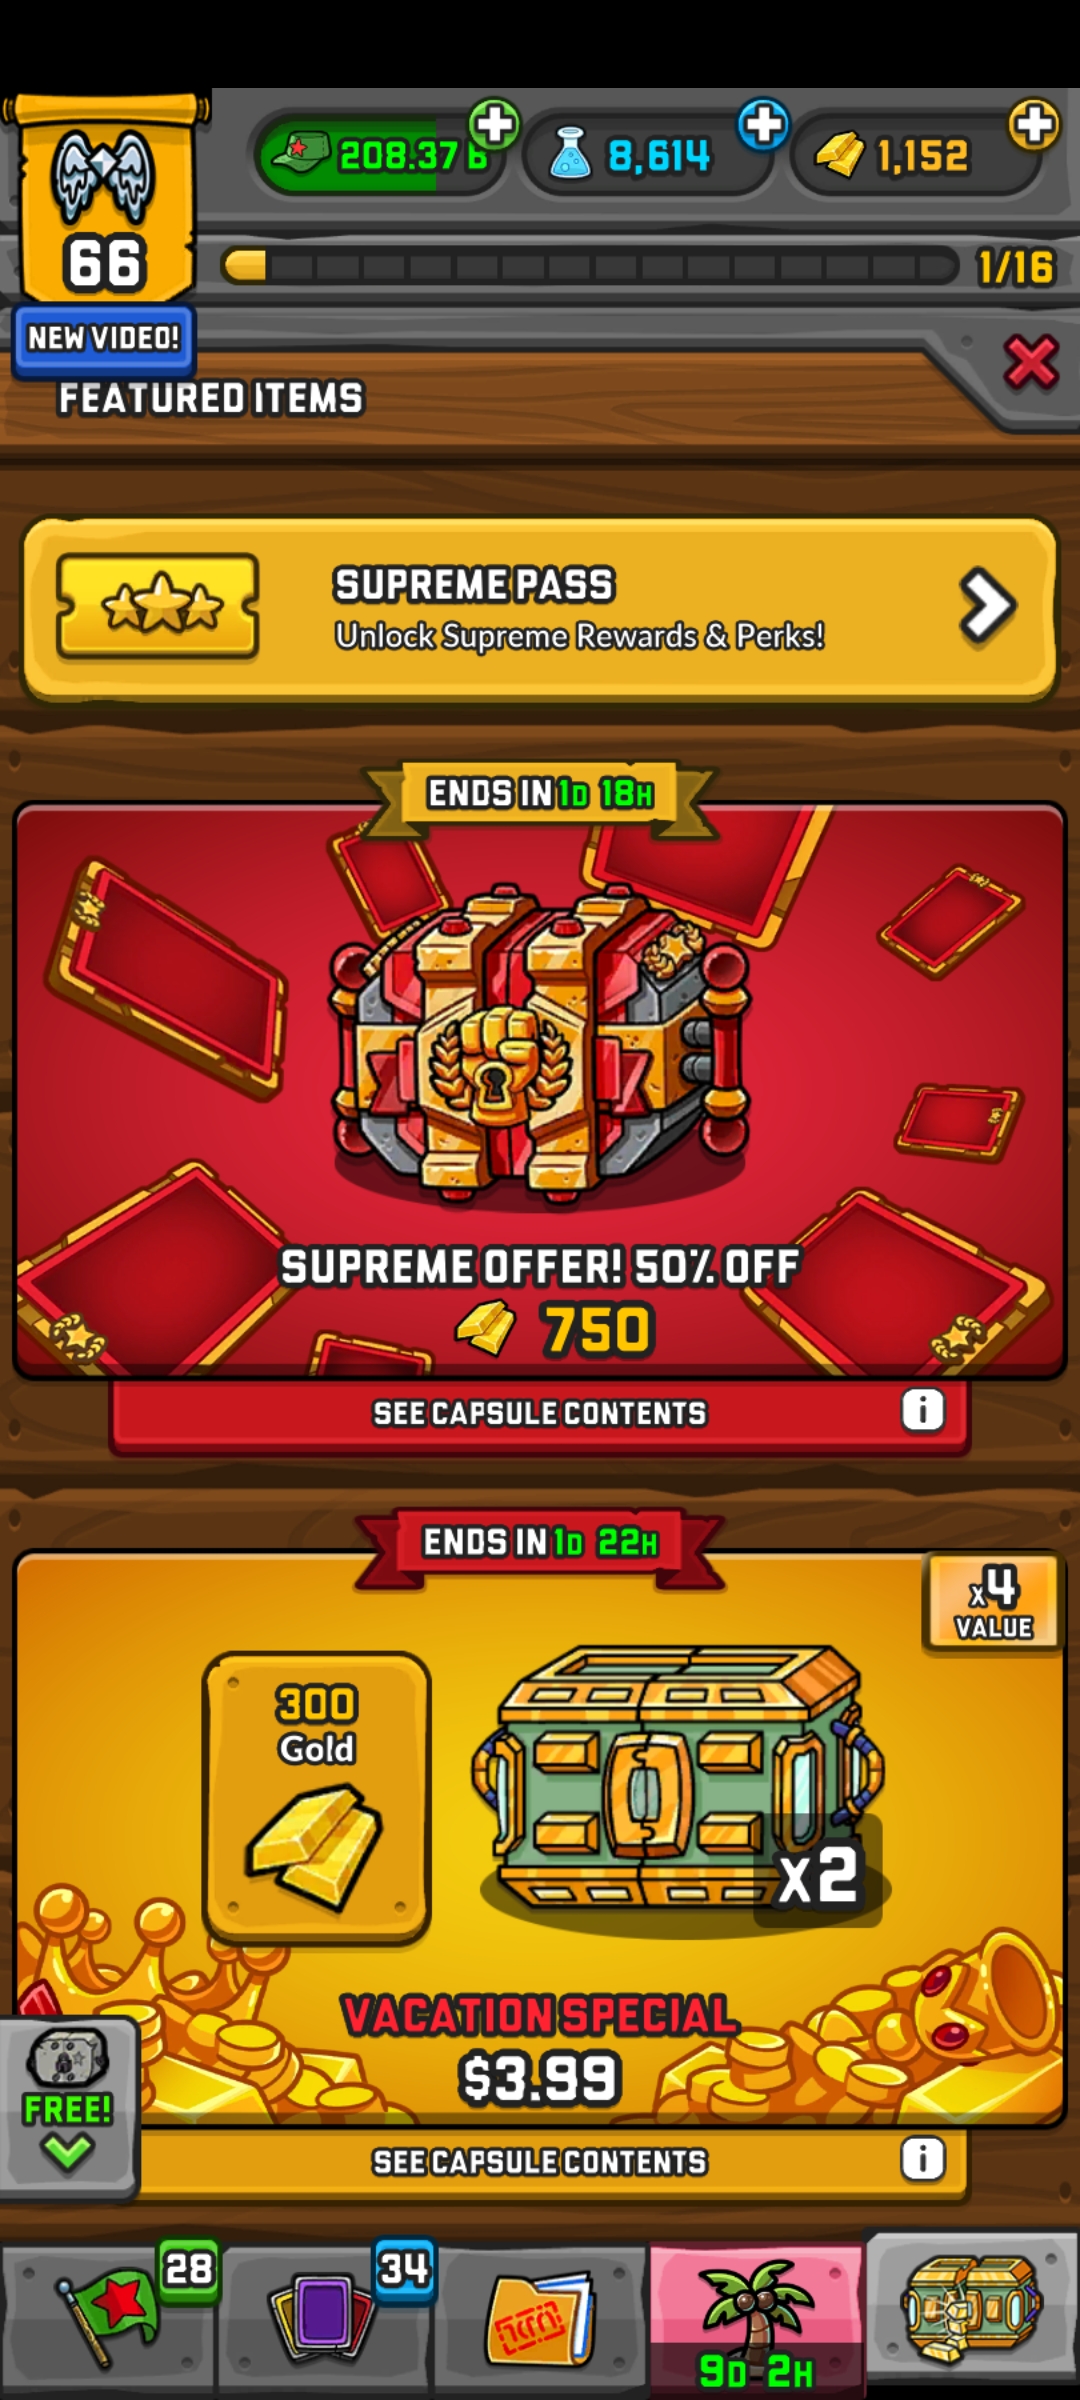 208.37 B
8,614
1,152
66
1/16
NEW VIDEO!
FEATURED ITEMS
SUPREME PASS
Unlock Supreme Rewards & Perks!
ENDS IN 1D 18H
SUPREME OFFER! 50% OFF
750
SEE CAPSULE CONTENTS
i
ENDS IN 1D 22H
x4
VALUE
300
Gold
x2
VACATION SPECIAL
$3.99
FREE!
SEE CAPSULE CONTENTS
i
28
34
9D 2H